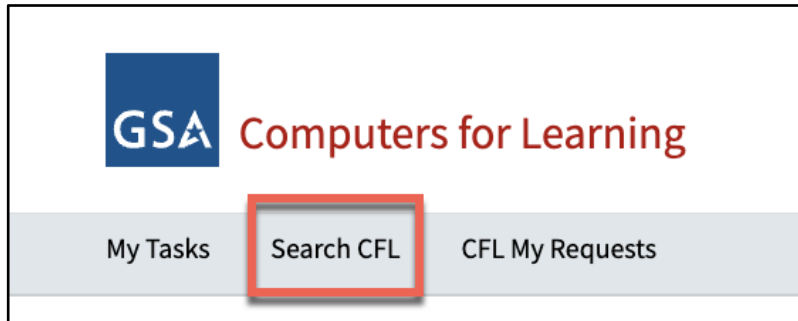 GSA Computers for Learning
My Tasks Search CFL CFL My Requests